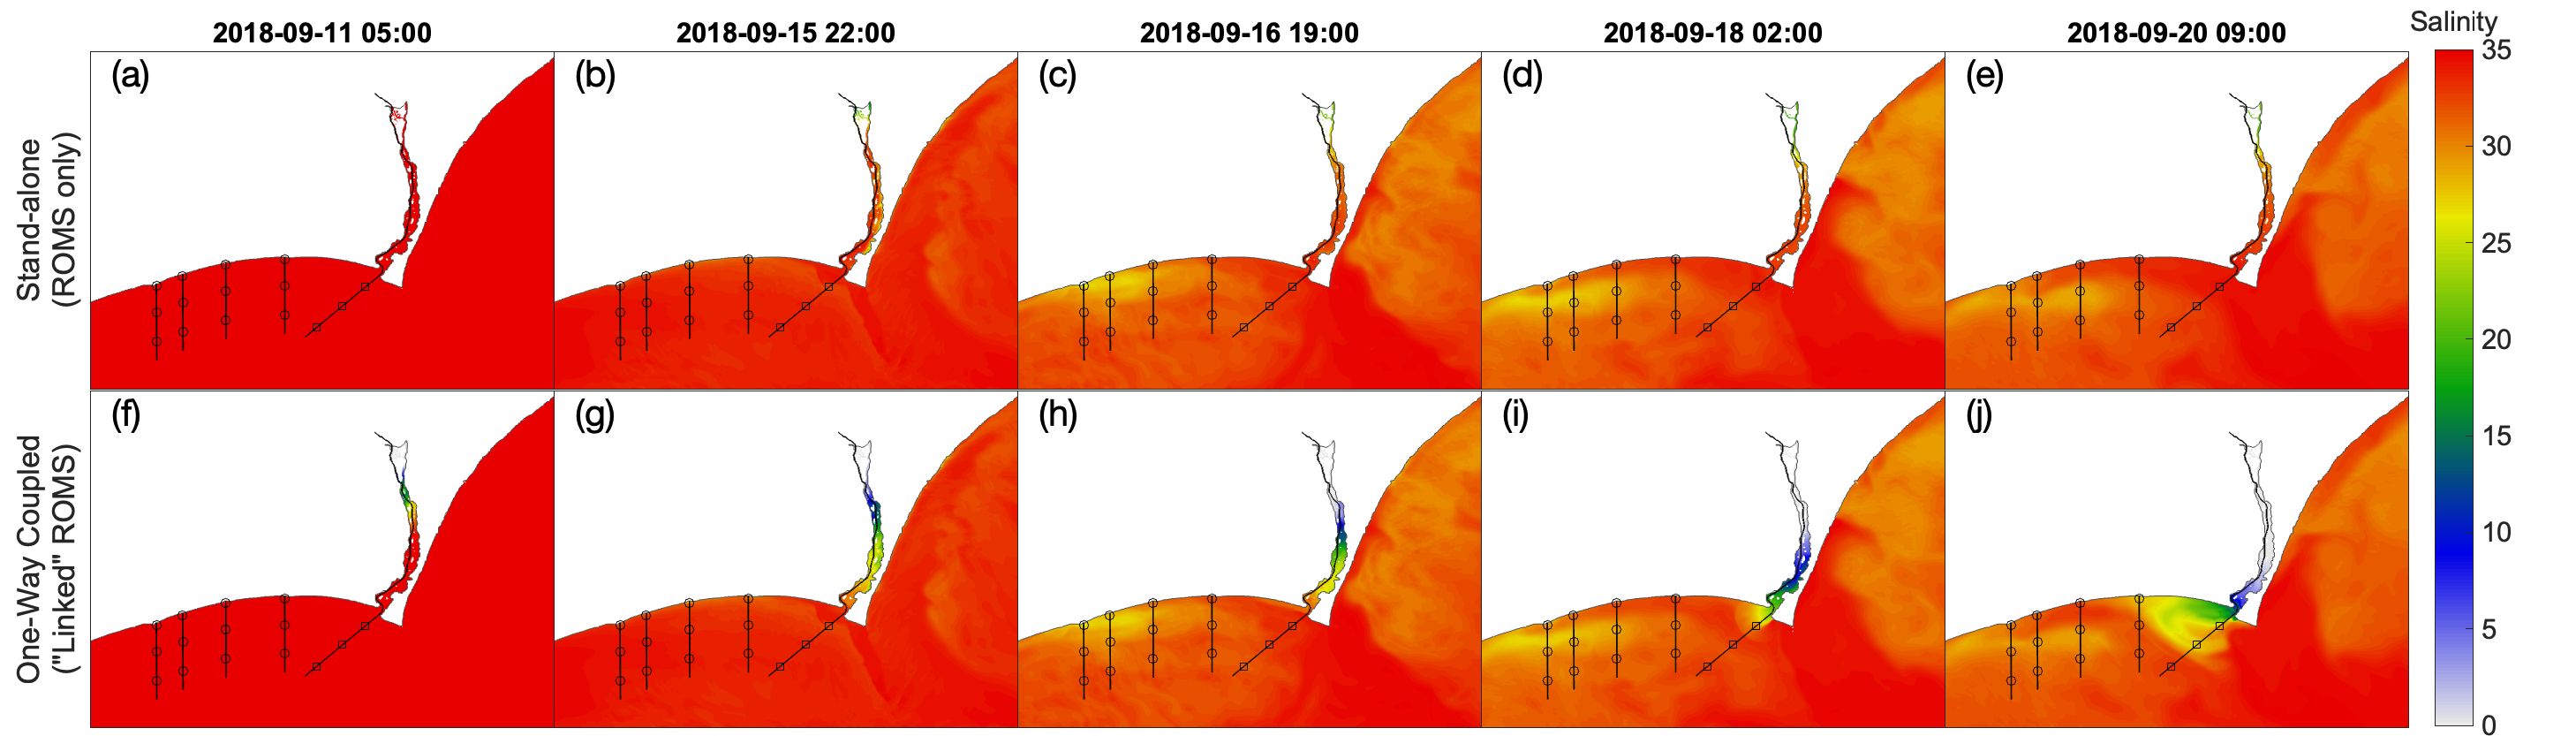 2018-09-11 05:00
2018-09-15 22:00
2018-09-16 19:00
2018-09-18 02:00
2018-09-20 09:00
Salinity
Stand-alone
(ROMS only)
(a)
(b)
(c)
(d)
(e)
One-Way Coupled
("Linked" ROMS)
(f)
(g)
(h)
(i)
(j)
35
30
25
20
15
10
5
0